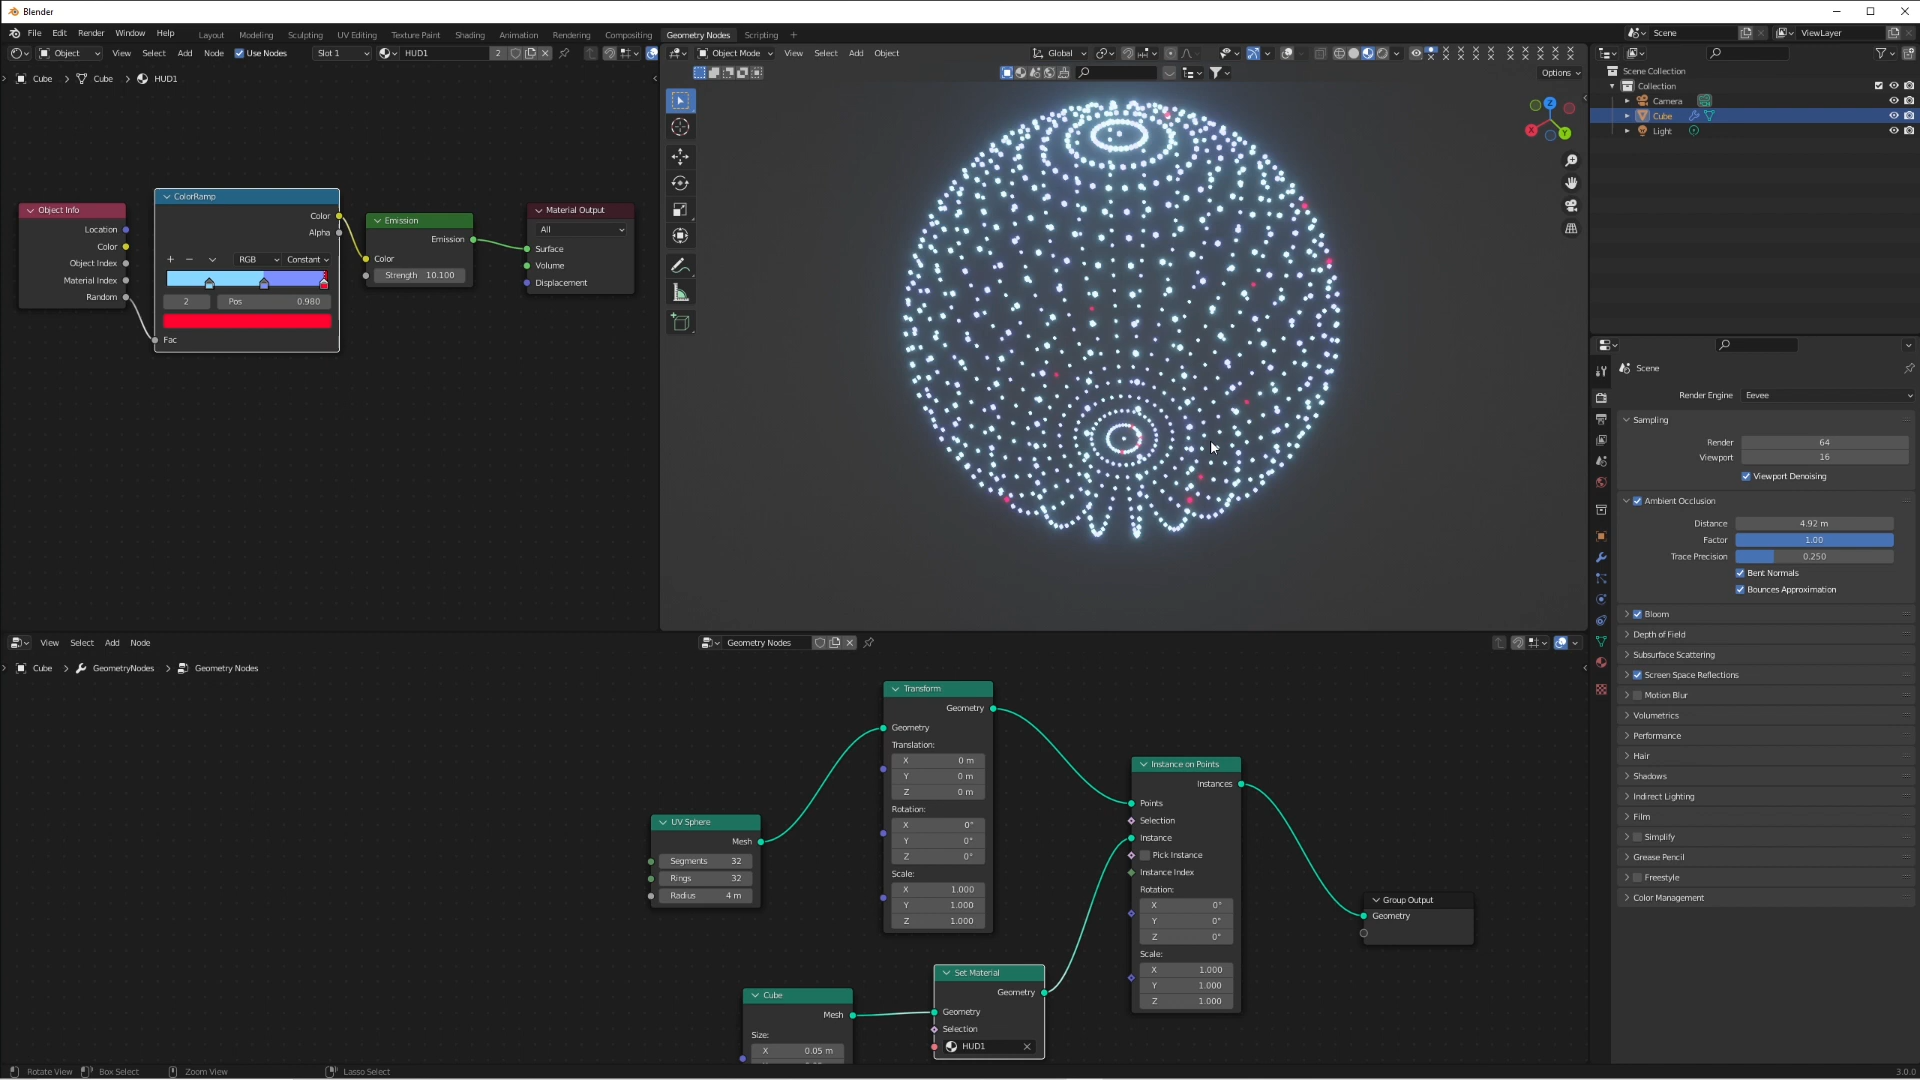 Blender
File Edit Render Window Help Layout Modeling Sculpting UV Editing Texture Paint Shading Animation Rendering Compositing Geometry Nodes Scripting + Scene ViewLayer
Object View Select Add Node Use Nodes Slot 1 HUD1 2
Object Mode View Select Add Object Global
Options
Cube > Cube > HUD1
Scene Collection
Collection
Camera
Cube
Light
X Y Z
Object Info
Location
Color
Object Index
Material Index
Random
ColorRamp
Color
Alpha
+ − RGB Constant
2 Pos 0.980
Fac
Emission
Emission
Color
Strength 10.100
Material Output
All
Surface
Volume
Displacement
Scene
Render Engine Eevee
Sampling
Render 64
Viewport 16
Viewport Denoising
Ambient Occlusion
Distance 4.92 m
Factor 1.00
Trace Precision 0.250
Bent Normals
Bounces Approximation
Bloom
Depth of Field
Subsurface Scattering
Screen Space Reflections
Motion Blur
Volumetrics
Performance
Hair
Shadows
Indirect Lighting
Film
Simplify
Grease Pencil
Freestyle
Color Management
View Select Add Node Geometry Nodes
Cube > GeometryNodes > Geometry Nodes
UV Sphere
Mesh
Segments 32
Rings 32
Radius 4 m
Transform
Geometry
Geometry
Translation:
X 0 m
Y 0 m
Z 0 m
Rotation:
X 0°
Y 0°
Z 0°
Scale:
X 1.000
Y 1.000
Z 1.000
Cube
Mesh
Size:
X 0.05 m
Set Material
Geometry
Geometry
Selection
HUD1
Instance on Points
Instances
Points
Selection
Instance
Pick Instance
Instance Index
Rotation:
X 0°
Y 0°
Z 0°
Scale:
X 1.000
Y 1.000
Z 1.000
Group Output
Geometry
Rotate View Box Select Zoom View Lasso Select 3.0.0